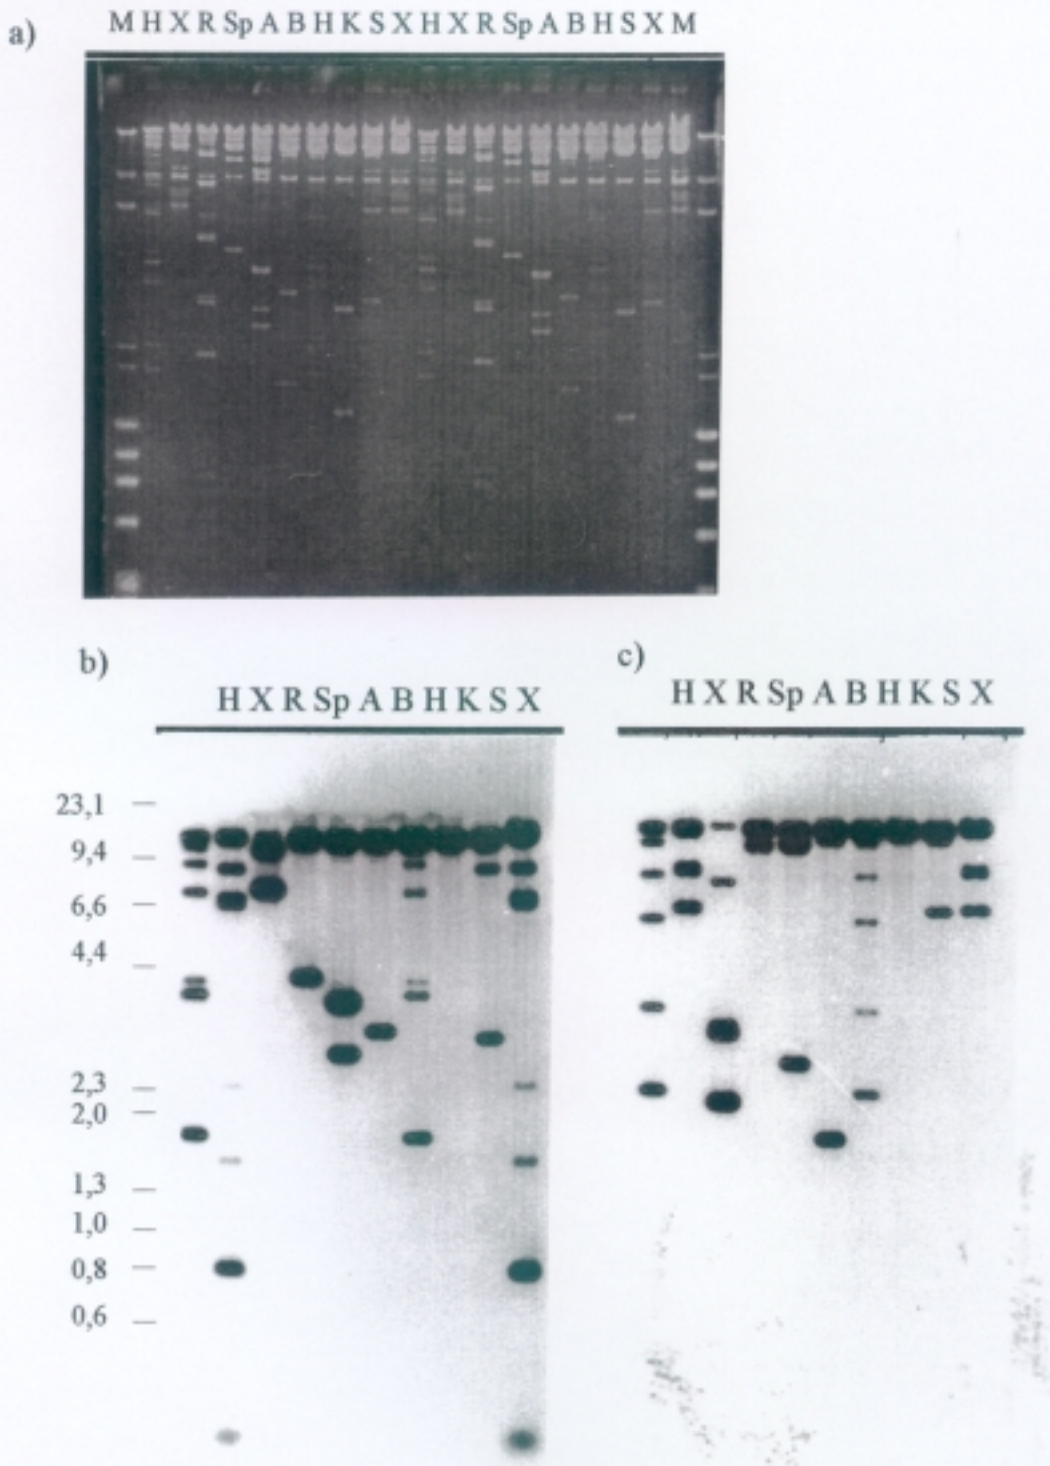 a)
M H X R Sp A B H K S X H X R Sp A B H S X M
b)
H X R Sp A B H K S X
c)
H X R Sp A B H K S X
23,1
9,4
6,6
4,4
2,3
2,0
1,3
1,0
0,8
0,6